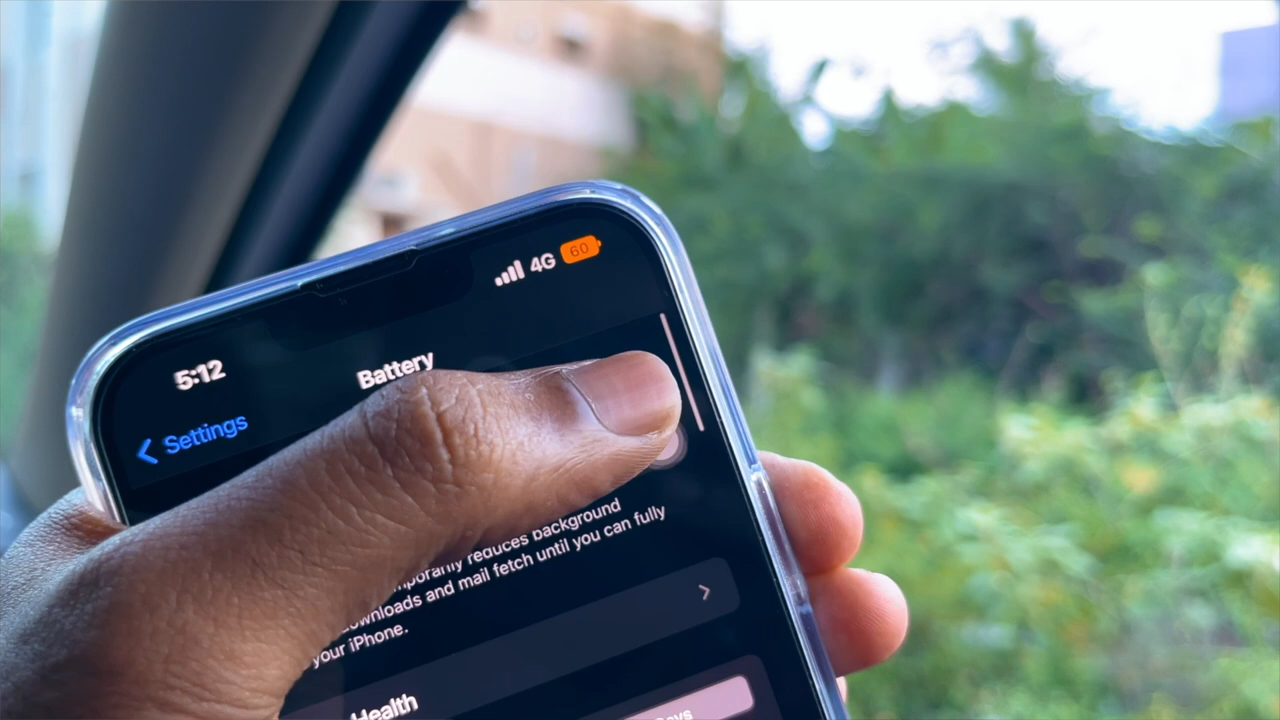 4G 60
5:12
Battery
Settings
reduces background
downloads and mail fetch until you can fully
your iPhone.
Health